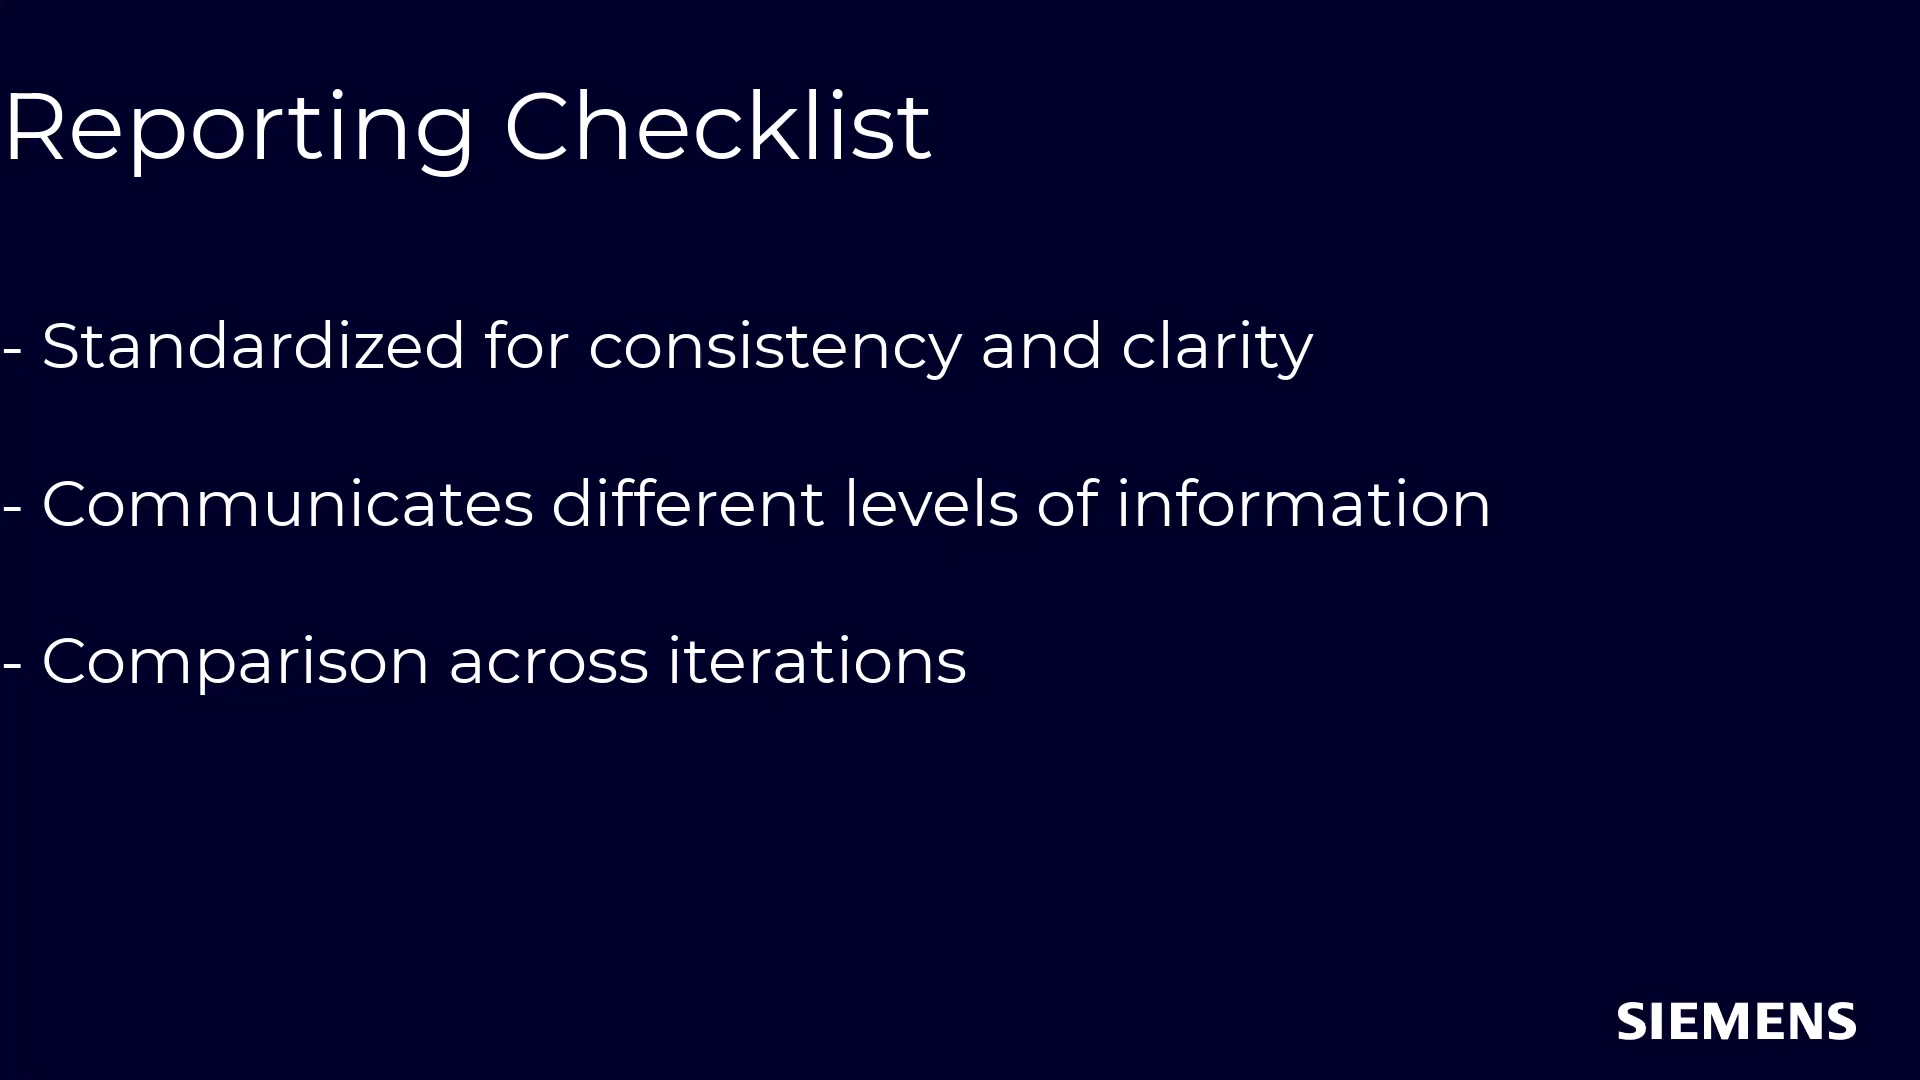 Reporting Checklist
- Standardized for consistency and clarity
- Communicates different levels of information
- Comparison across iterations
SIEMENS